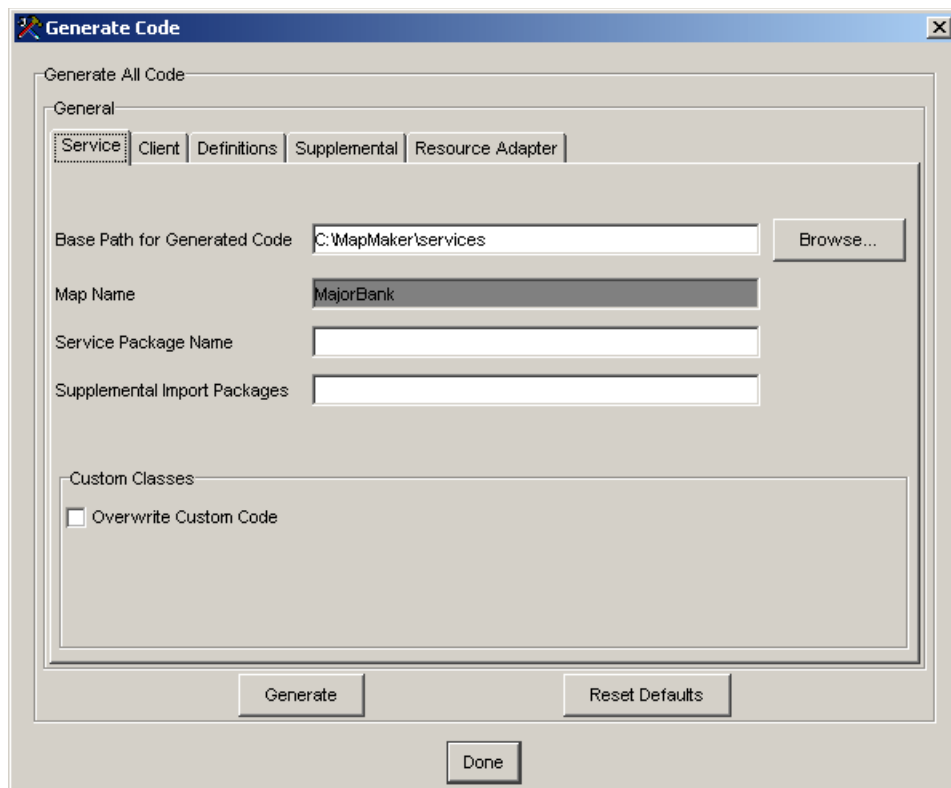 Generate Code
Generate All Code
General
Service Client Definitions Supplemental Resource Adapter
Base Path for Generated Code C:\MapMaker\services Browse...
Map Name MajorBank
Service Package Name
Supplemental Import Packages
Custom Classes
Overwrite Custom Code
Generate Reset Defaults
Done